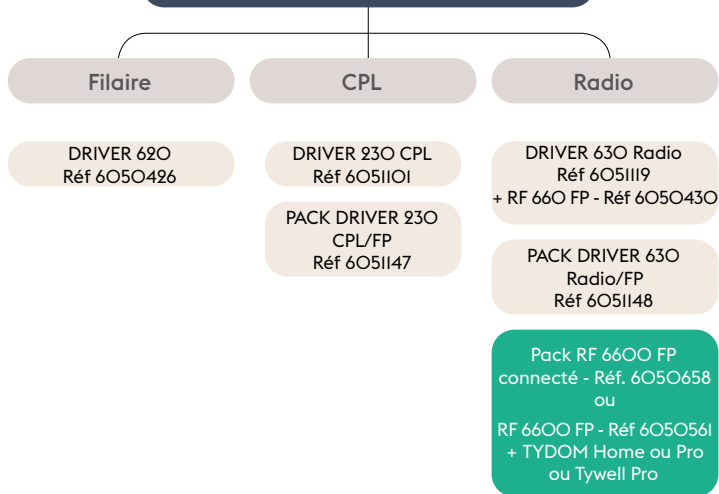 Filaire
CPL
Radio
DRIVER 620
Réf 6050426
DRIVER 230 CPL
Réf 6051101
PACK DRIVER 230
CPL/FP
Réf 6051147
DRIVER 630 Radio
Réf 6051119
+ RF 660 FP - Réf 6050430
PACK DRIVER 630
Radio/FP
Réf 6051148
Pack RF 6600 FP
connecté - Réf. 6050658
ou
RF 6600 FP - Réf 6050561
+ TYDOM Home ou Pro
ou Tywell Pro